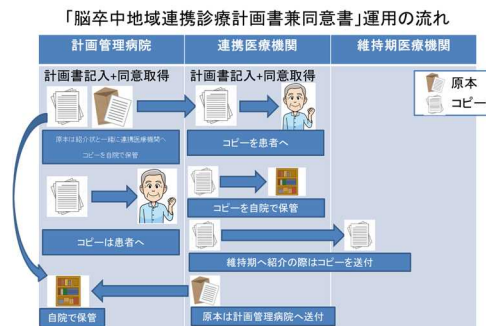 「脳卒中地域連携診療計画書兼同意書」運用の流れ
計画管理病院
連携医療機関
維持期医療機関
計画書記入+同意取得
計画書記入+同意取得
原本
コピー
原本は紹介状と一緒に連携医療機関へ
コピーを自院で保管
コピーを患者へ
コピーを自院で保管
コピーは患者へ
維持期へ紹介の際はコピーを送付
自院で保管
原本は計画管理病院へ送付